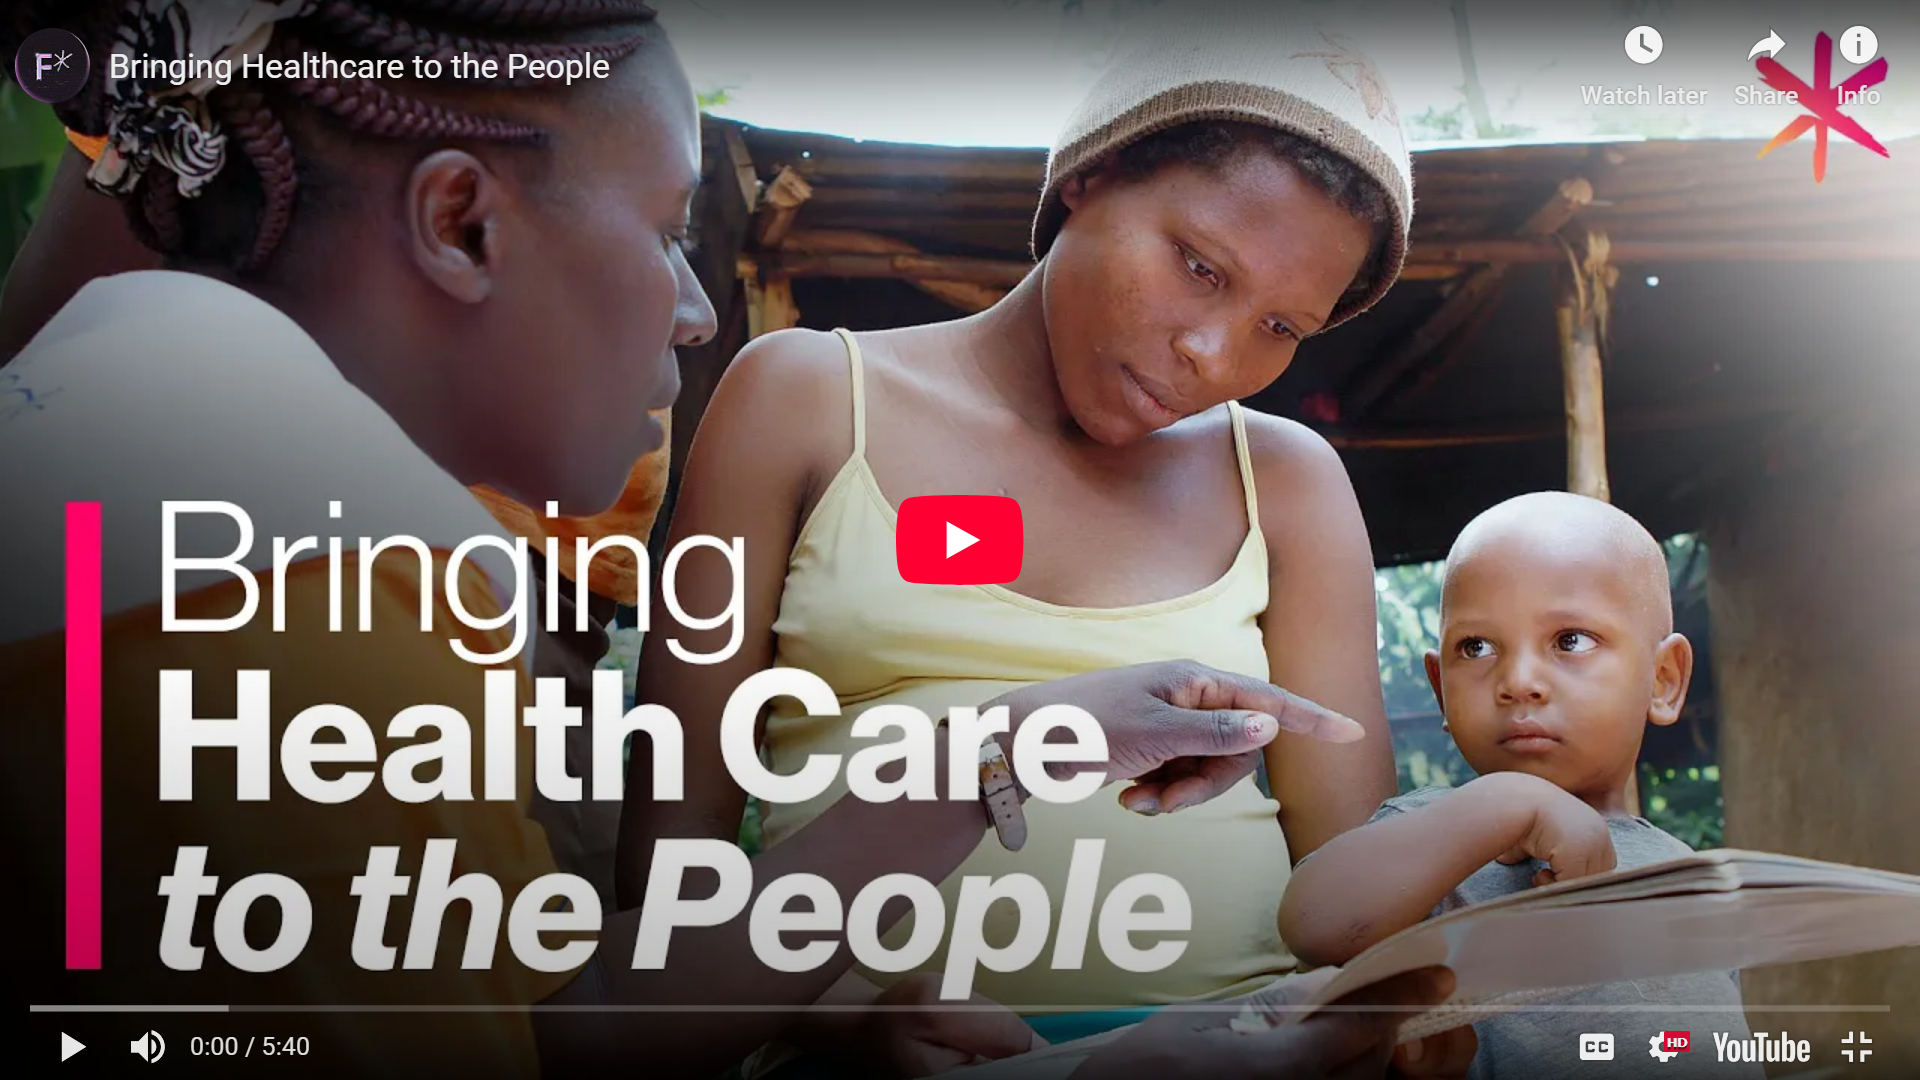 F*
Bringing Healthcare to the People
Watch later
Share
Info
Bringing
Health Care
to the People
0:00 / 5:40
CC
HD
YouTube